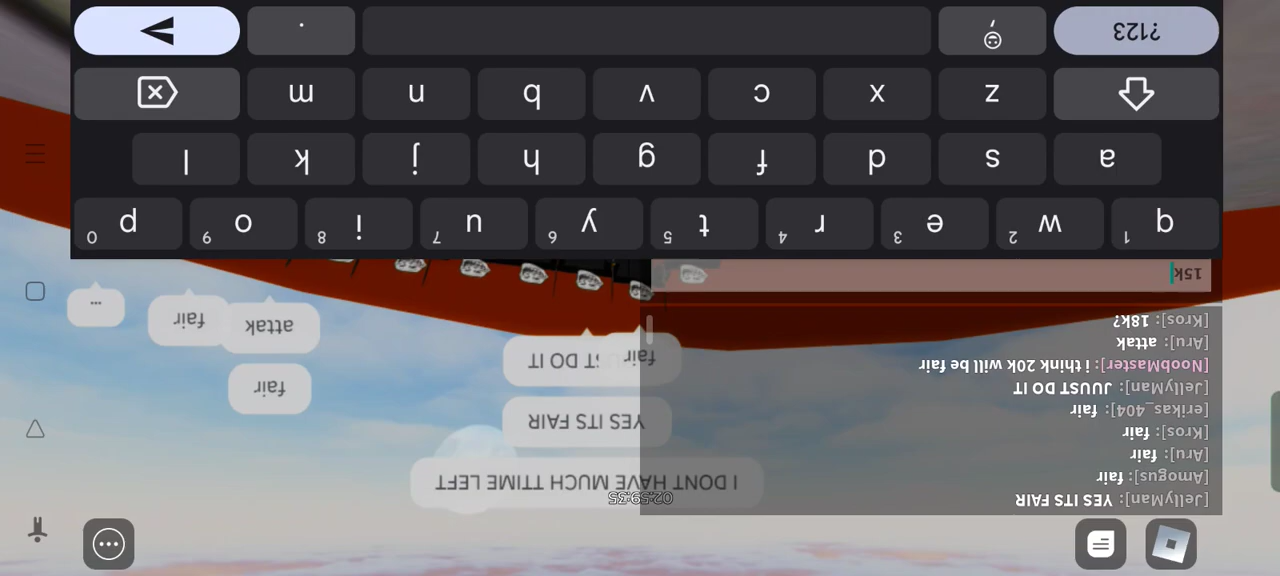 [JellyMan]: YES ITS FAIR
[Amogus]: fair
[Aru]: fair
[Kros]: fair
[erikas_404]: fair
[JellyMan]: JUUST DO IT
[NoobMaster]: i think 20k will be fair
[Aru]: attak
[Kros]: 18k?
15k
02:59:35
I DONT HAVE MUCH TTIME LEFT
YES ITS FAIR
fair
DO IT
fair
attak
fair
...
q 1 w 2 e 3 r 4 t 5 y 6 u 7 i 8 o 9 p 0
a s d f g h j k l
z x c v b n m
?123 , .